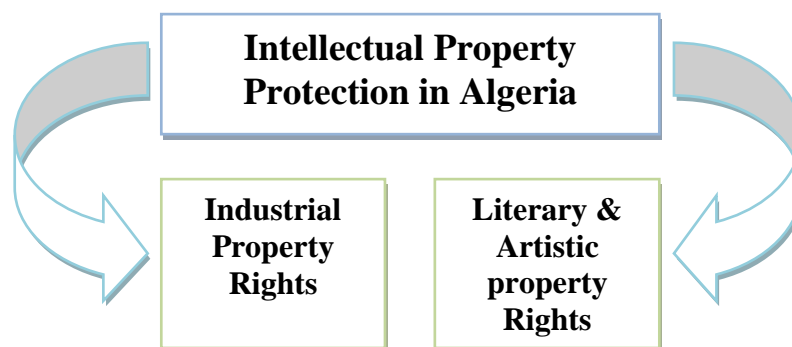 Intellectual Property
Protection in Algeria
Industrial
Property
Rights
Literary &
Artistic
property
Rights